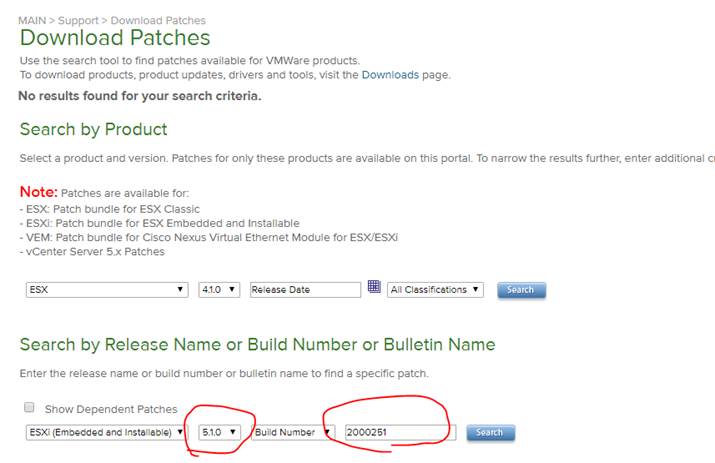 MAIN > Support > Download Patches
Download Patches
Use the search tool to find patches available for VMWare products.
To download products, product updates, drivers and tools, visit the Downloads page.
No results found for your search criteria.
Search by Product
Select a product and version. Patches for only these products are available on this portal. To narrow the results further, enter additional c
Note: Patches are available for:
- ESX: Patch bundle for ESX Classic
- ESXi: Patch bundle for ESX Embedded and Installable
- VEM: Patch bundle for Cisco Nexus Virtual Ethernet Module for ESX/ESXi
- vCenter Server 5.x Patches
ESX 4.1.0 Release Date All Classifications Search
Search by Release Name or Build Number or Bulletin Name
Enter the release name or build number or bulletin name to find a specific patch.
Show Dependent Patches
ESXi (Embedded and Installable) 5.1.0 Build Number 2000251 Search